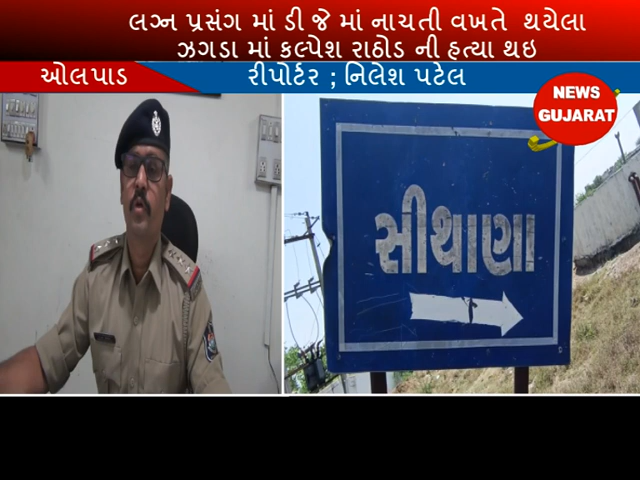 લગ્ન પ્રસંગ માં ડી જે માં નાચતી વખતે થયેલા
ઝગડા માં કલ્પેશ રાઠોડ ની હત્યા થઇ
ઓલપાડ
રીપોર્ટર ; નિલેશ પટેલ
NEWS
GUJARAT
સીથાણા